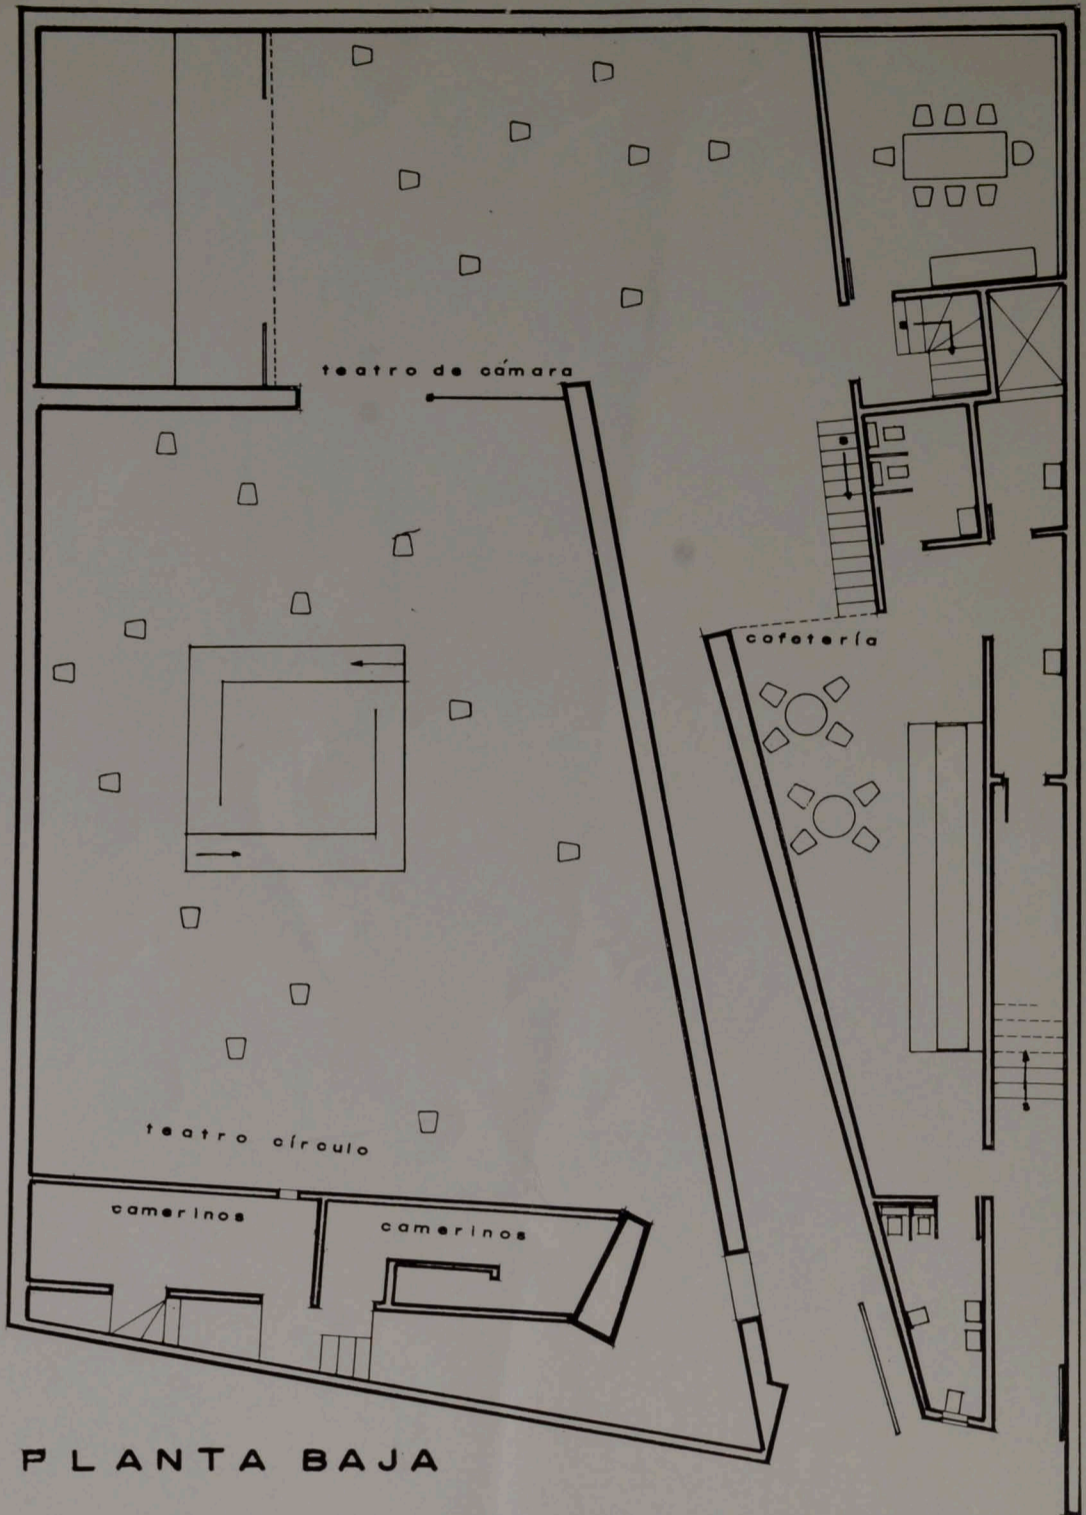 teatro de cámara
cafetería
teatro círculo
camerinos
camerinos
PLANTA BAJA